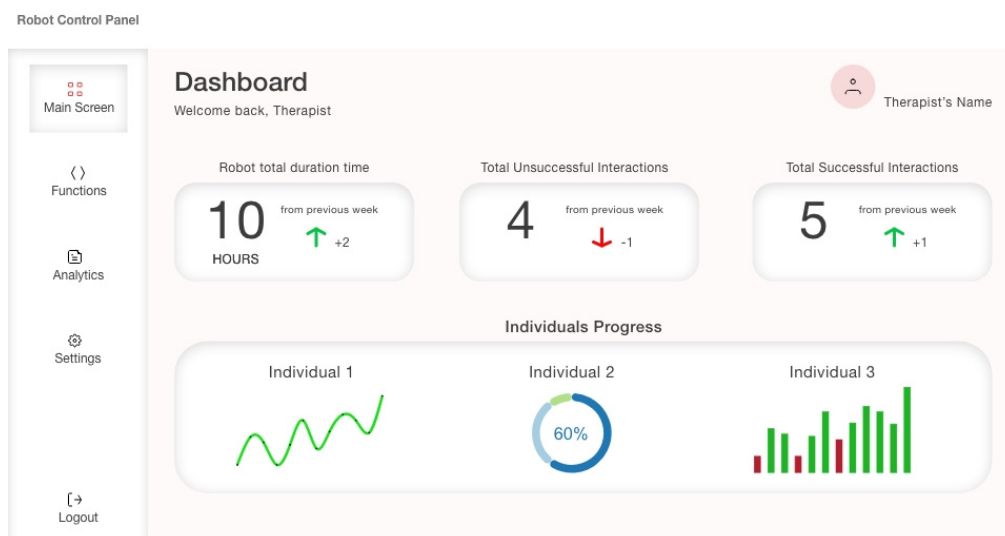 Robot Control Panel
Main Screen
Functions
Analytics
Settings
Logout
Dashboard
Welcome back, Therapist
Therapist's Name
Robot total duration time
10
HOURS
from previous week
+2
Total Unsuccessful Interactions
4
from previous week
-1
Total Successful Interactions
5
from previous week
+1
Individuals Progress
Individual 1
Individual 2
60%
Individual 3